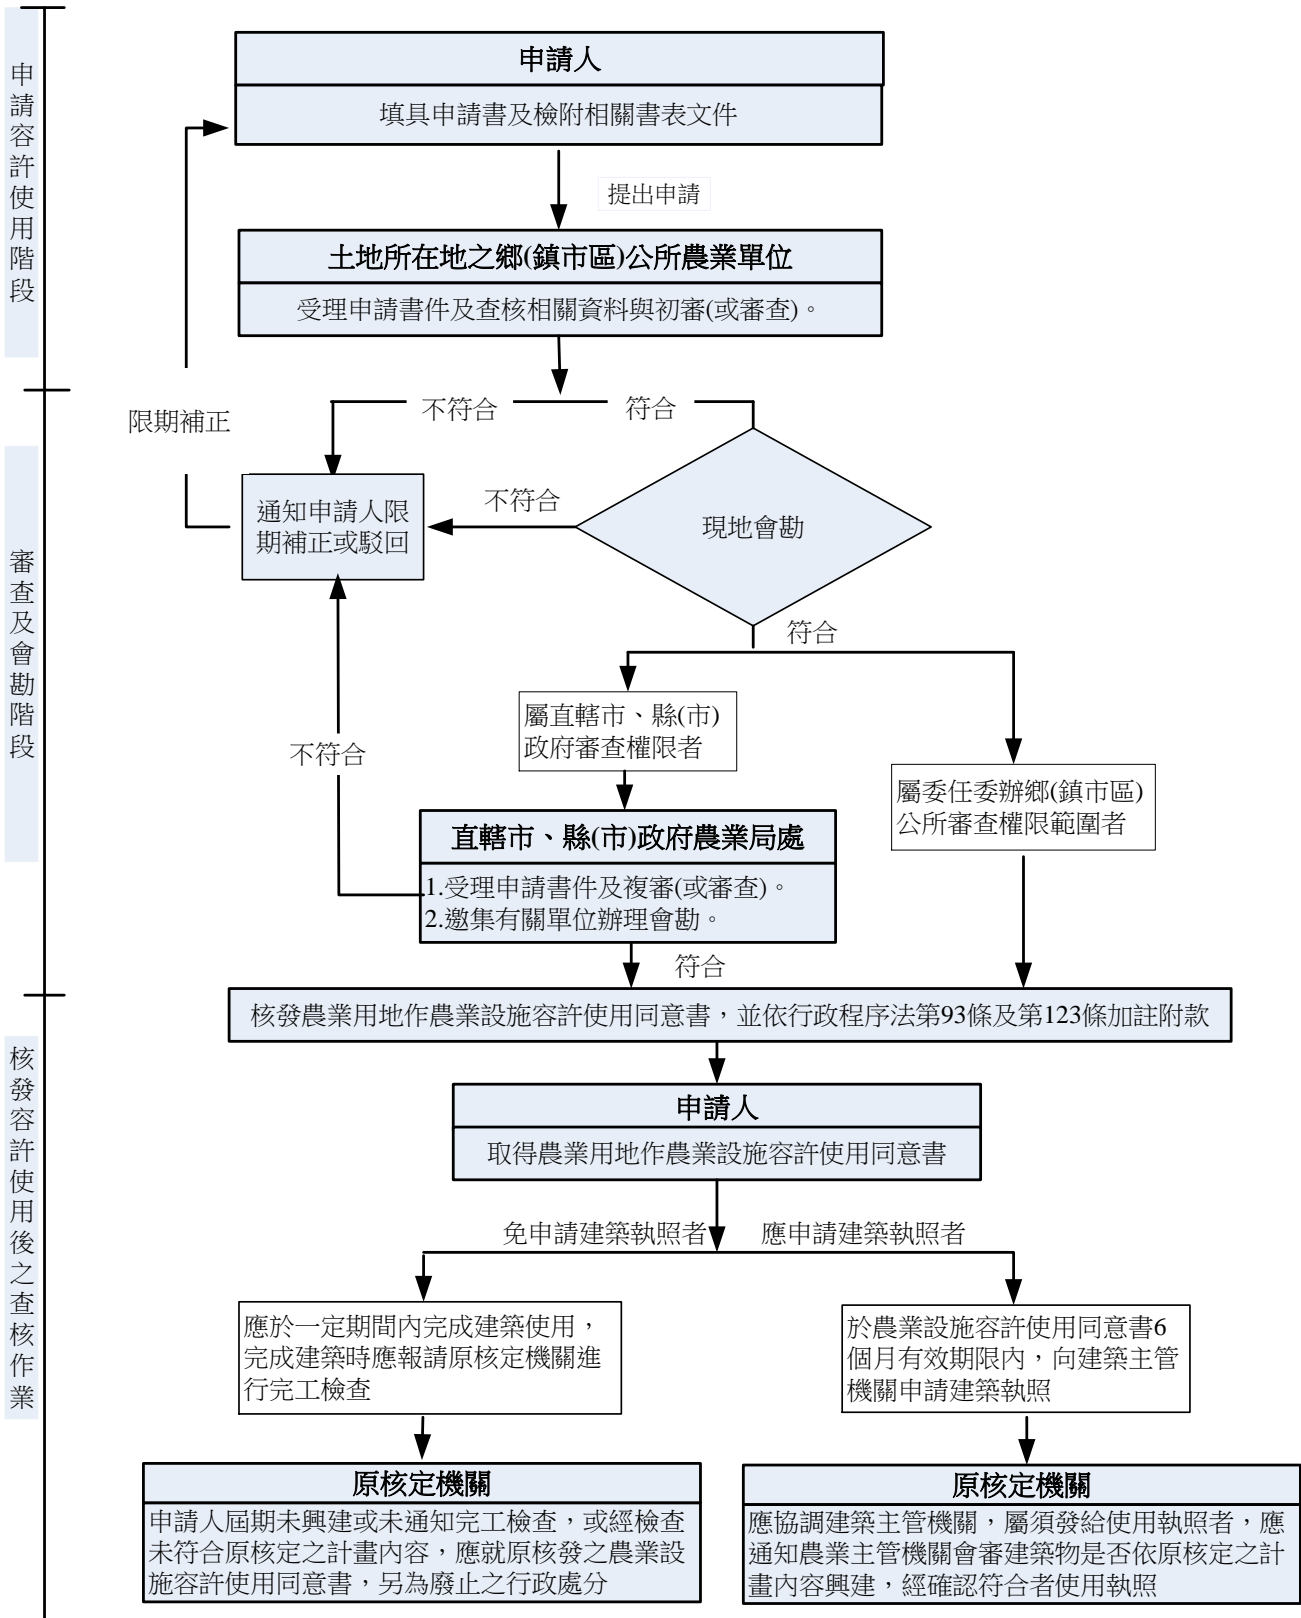 申請容許使用階段
申請人
填具申請書及檢附相關書表文件
提出申請
土地所在地之鄉(鎮市區)公所農業單位
受理申請書件及查核相關資料與初審(或審查)。
審查及會勘階段
限期補正
不符合
符合
通知申請人限
期補正或駁回
不符合
現地會勘
符合
屬直轄市、縣(市)
政府審查權限者
不符合
屬委任委辦鄉(鎮市區)
公所審查權限範圍者
直轄市、縣(市)政府農業局處
1.受理申請書件及複審(或審查)。
2.邀集有關單位辦理會勘。
符合
核發容許使用後之查核作業
核發農業用地作農業設施容許使用同意書，並依行政程序法第93條及第123條加註附款
申請人
取得農業用地作農業設施容許使用同意書
免申請建築執照者
應申請建築執照者
應於一定期間內完成建築使用，
完成建築時應報請原核定機關進
行完工檢查
於農業設施容許使用同意書6
個月有效期限內，向建築主管
機關申請建築執照
原核定機關
申請人屆期未興建或未通知完工檢查，或經檢查
未符合原核定之計畫內容，應就原核發之農業設
施容許使用同意書，另為廢止之行政處分
原核定機關
應協調建築主管機關，屬須發給使用執照者，應
通知農業主管機關會審建築物是否依原核定之計
畫內容興建，經確認符合者使用執照